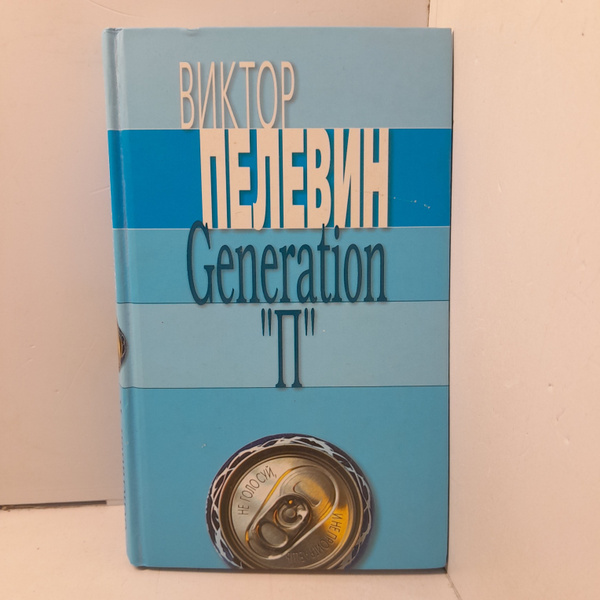 ВИКТОР
ПЕЛЕВИН
Generation
"П"
НЕ ГОЛОСУЙ,